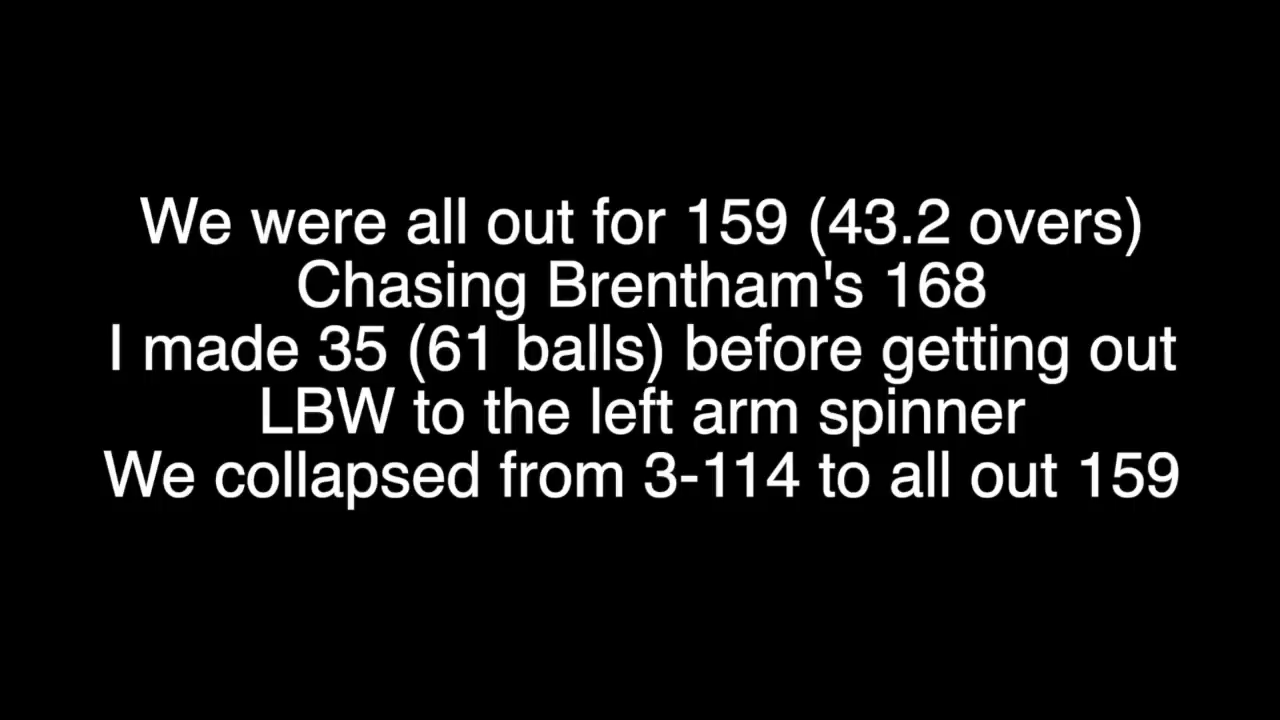 We were all out for 159 (43.2 overs)
Chasing Brentham's 168
I made 35 (61 balls) before getting out
LBW to the left arm spinner
We collapsed from 3-114 to all out 159